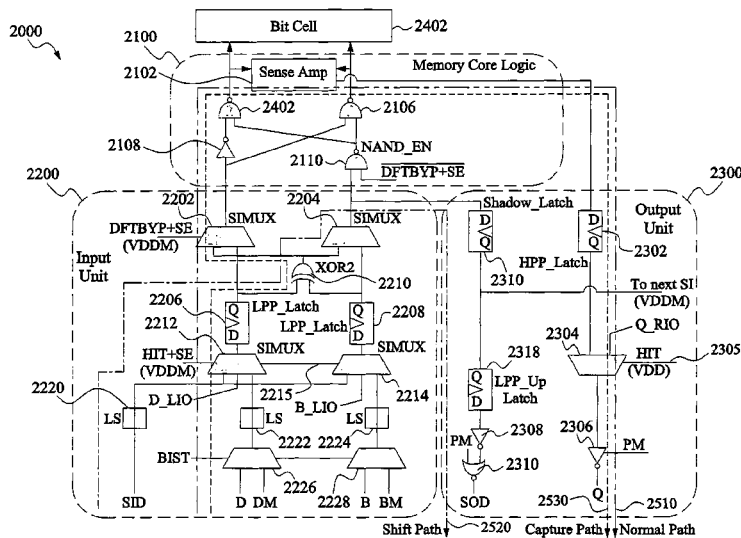 2000
Bit Cell
2402
2100
2102
Sense Amp
Memory Core Logic
2402
2106
2108
NAND_EN
2110
DFTBYP+SE
2200
2300
2202
2204
Shadow_Latch
Output
Unit
SIMUX
SIMUX
DFTBYP+SE
(VDDM)
D
Q
D
Q
2302
Input
Unit
XOR2
2210
2310
HPP_Latch
2206
LPP_Latch
2208
To next SI
(VDDM)
Q
D
LPP_Latch
Q
D
2212
2304
Q_RIO
SIMUX
SIMUX
2318
HIT+SE
(VDDM)
HIT
(VDD)
2305
2220
2215
2214
Q
D
LPP_Up
Latch
D_LIO
B_LIO
LS
LS
LS
2222
2224
2308
2306
PM
PM
BIST
2226
2228
2310
SID
D
DM
B
BM
SOD
2530
Q
2510
Shift Path
2520
Capture Path
Normal Path